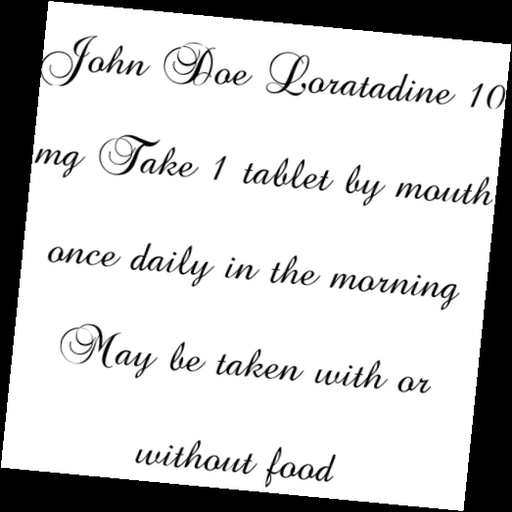 John Doe Loratadine 10
mg Take 1 tablet by mouth
once daily in the morning
May be taken with or
without food